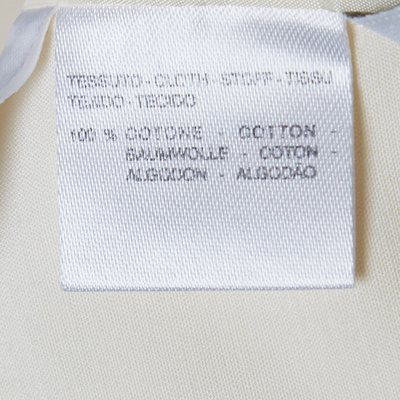 TESSUTO - CLOTH - STOFF - TISSU
TEJIDO - TECIDO
100 % COTONE - COTTON -
BAUMWOLLE - COTON -
ALGODON - ALGODÃO